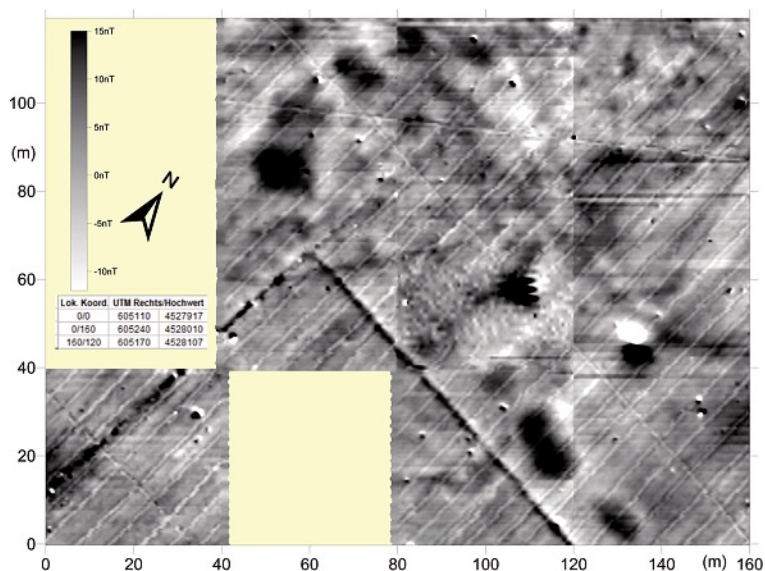 15nT
10nT
5nT
0nT
-5nT
-10nT
N
Lok. Koord. UTM Rechts/Hochwert
0/0 605110 4527917
0/160 605240 4528010
160/120 605170 4528107
100
(m)
80
60
40
20
0
0 20 40 60 80 100 120 140 (m) 160